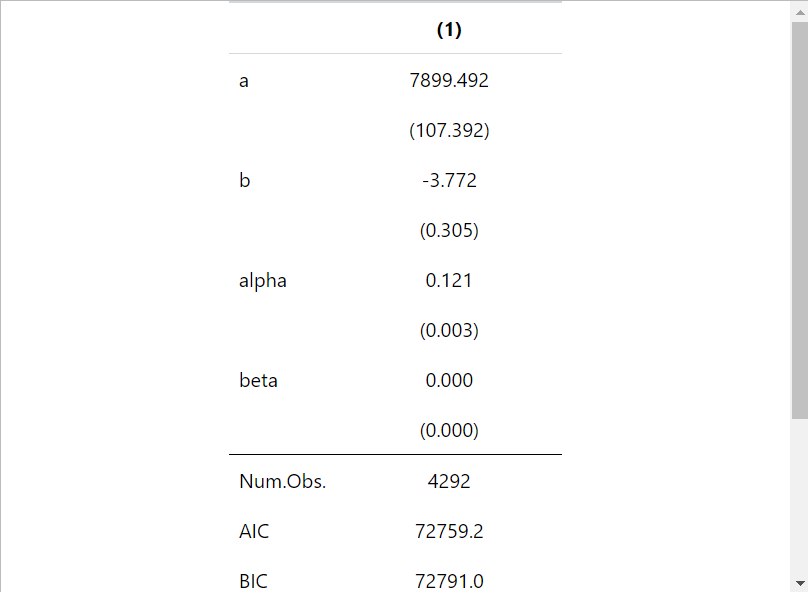 (1)
a 7899.492
(107.392)
b -3.772
(0.305)
alpha 0.121
(0.003)
beta 0.000
(0.000)
Num.Obs. 4292
AIC 72759.2
BIC 72791.0